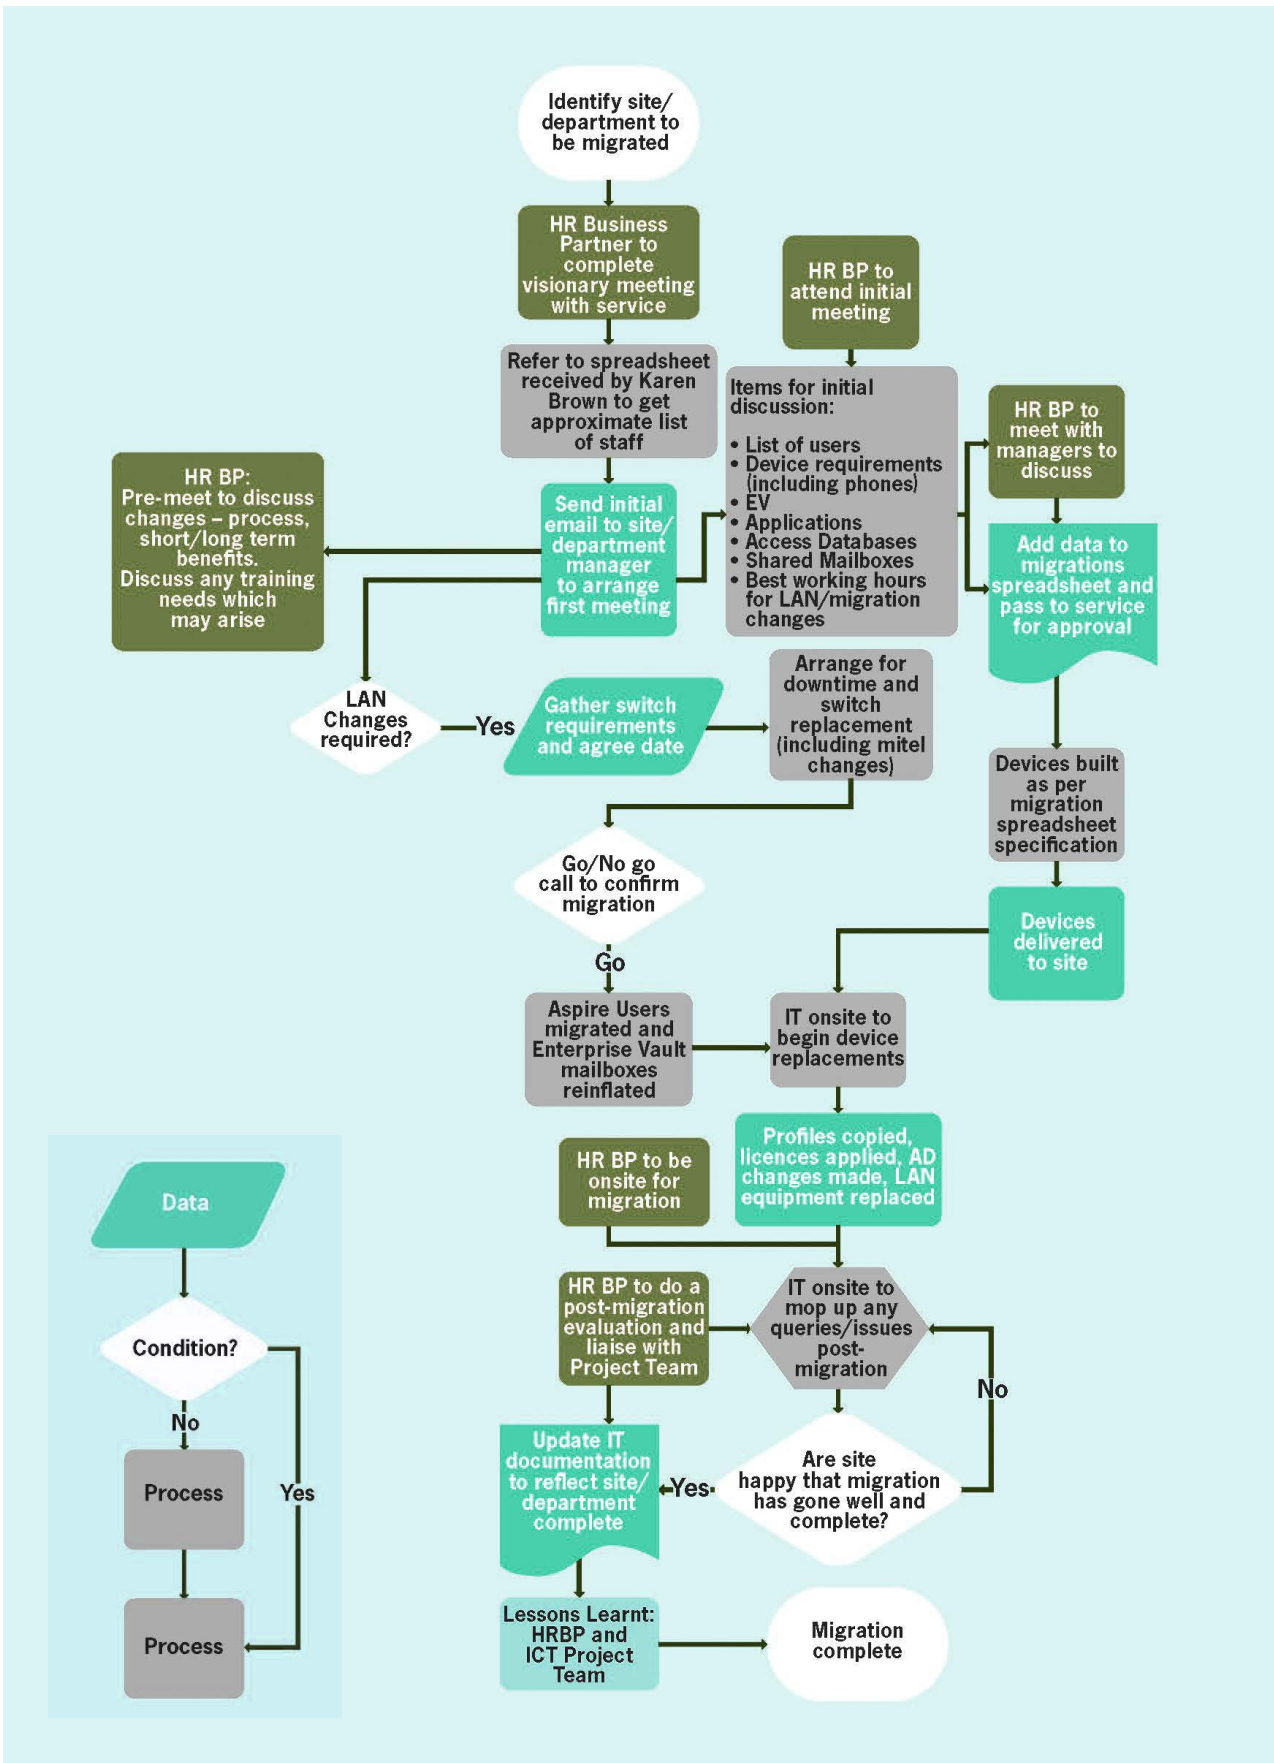 Identify site/
department to
be migrated
HR Business
Partner to
complete
visionary meeting
with service
HR BP to
attend initial
meeting
Refer to spreadsheet
received by Karen
Brown to get
approximate list
of staff
Items for initial
discussion:
• List of users
• Device requirements
(including phones)
• EV
• Applications
• Access Databases
• Shared Mailboxes
• Best working hours
for LAN/migration
changes
HR BP to
meet with
managers to
discuss
HR BP:
Pre-meet to discuss
changes – process,
short/long term
benefits.
Discuss any training
needs which
may arise
Send initial
email to site/
department
manager
to arrange
first meeting
Add data to
migrations
spreadsheet and
pass to service
for approval
LAN
Changes
required?
Yes
Gather switch
requirements
and agree date
Arrange for
downtime and
switch
replacement
(including mitel
changes)
Devices built
as per
migration
spreadsheet
specification
Go/No go
call to confirm
migration
Go
Devices
delivered
to site
Aspire Users
migrated and
Enterprise Vault
mailboxes
reinflated
IT onsite to
begin device
replacements
Profiles copied,
licences applied, AD
changes made, LAN
equipment replaced
HR BP to be
onsite for
migration
HR BP to do a
post-migration
evaluation and
liaise with
Project Team
IT onsite to
mop up any
queries/issues
post-
migration
No
Update IT
documentation
to reflect site/
department
complete
Yes
Are site
happy that migration
has gone well and
complete?
Lessons Learnt:
HRBP and
ICT Project
Team
Migration
complete
Data
Condition?
No
Process
Yes
Process